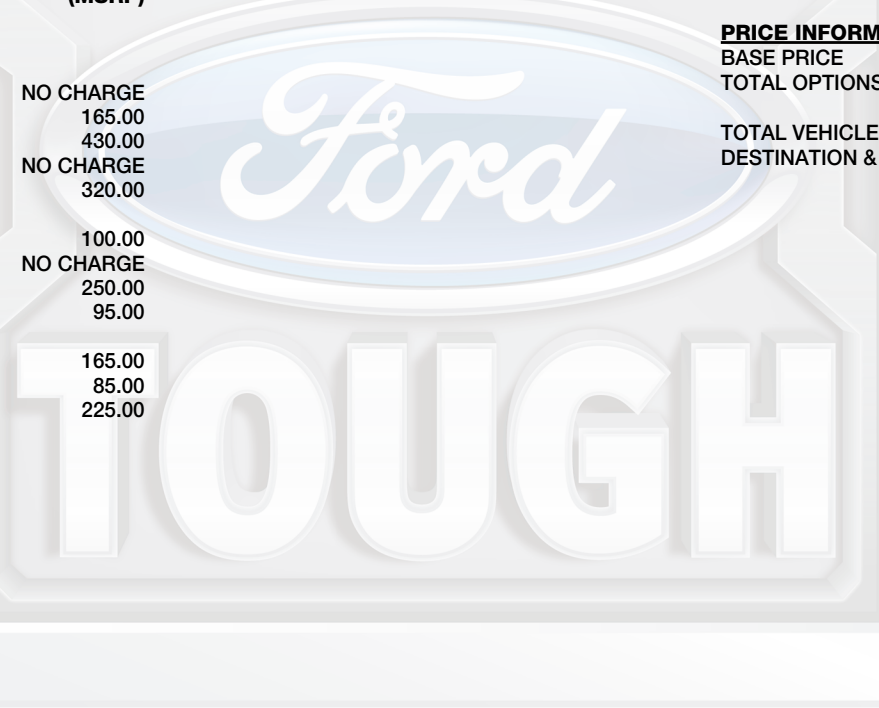 (MSRP)
NO CHARGE
165.00
430.00
NO CHARGE
320.00
100.00
NO CHARGE
250.00
95.00
165.00
85.00
225.00
PRICE INFORM
BASE PRICE
TOTAL OPTIONS
TOTAL VEHICLE
DESTINATION &
Ford
TOUGH